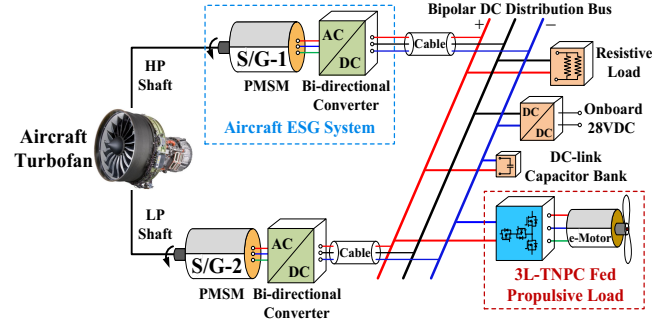 Bipolar DC Distribution Bus
+
−
HP
Shaft
S/G-1
PMSM
AC
DC
Bi-directional
Converter
Cable
Aircraft ESG System
Resistive
Load
DC
DC
Onboard
28VDC
DC-link
Capacitor Bank
Aircraft
Turbofan
LP
Shaft
S/G-2
PMSM
AC
DC
Bi-directional
Converter
Cable
e-Motor
3L-TNPC Fed
Propulsive Load